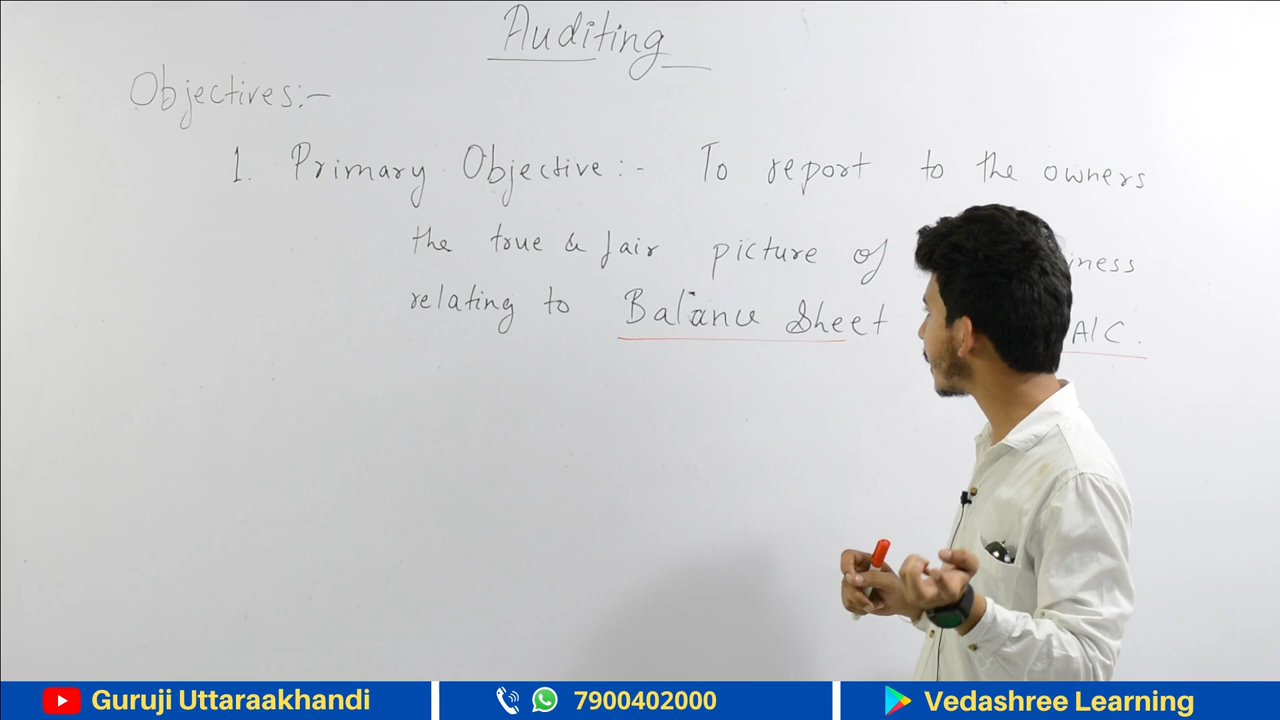 Auditing
Objectives:-
1. Primary Objective:- To report to the owners
the true & fair picture of iness
relating to Balance Sheet A/C.
Guruji Uttaraakhandi
7900402000
Vedashree Learning